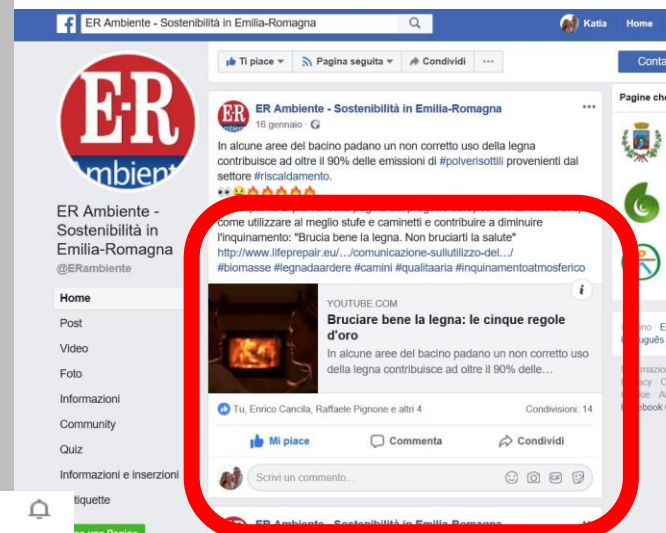 ER Ambiente - Sostenibilità in Emilia-Romagna
Katia
Home
Ti piace
Pagina seguita
Condividi
E-R
mbient
ER Ambiente -
Sostenibilità in
Emilia-Romagna
@ERambiente
Home
Post
Video
Foto
Informazioni
Community
Quiz
Informazioni e inserzioni
tiquette
ER Ambiente - Sostenibilità in Emilia-Romagna
16 gennaio
In alcune aree del bacino padano un non corretto uso della legna
contribuisce ad oltre il 90% delle emissioni di #polverisottili provenienti dal
settore #riscaldamento.
come utilizzare al meglio stufe e caminetti e contribuire a diminuire
l'inquinamento: "Brucia bene la legna. Non bruciarti la salute"
http://www.lifeprepair.eu/.../comunicazione-sullutilizzo-del.../
#biomasse #legnadaardere #camini #qualitaaria #inquinamentoatmosferico
YOUTUBE.COM
Bruciare bene la legna: le cinque regole
d'oro
In alcune aree del bacino padano un non corretto uso
della legna contribuisce ad oltre il 90% delle...
Tu, Enrico Cancila, Raffaele Pignone e altri 4
Condivisioni: 14
Mi piace
Commenta
Condividi
Scrivi un commento...
GIF
ER Ambiente - Sostenibilità in Emilia-Romagna
Conta
Pagine che